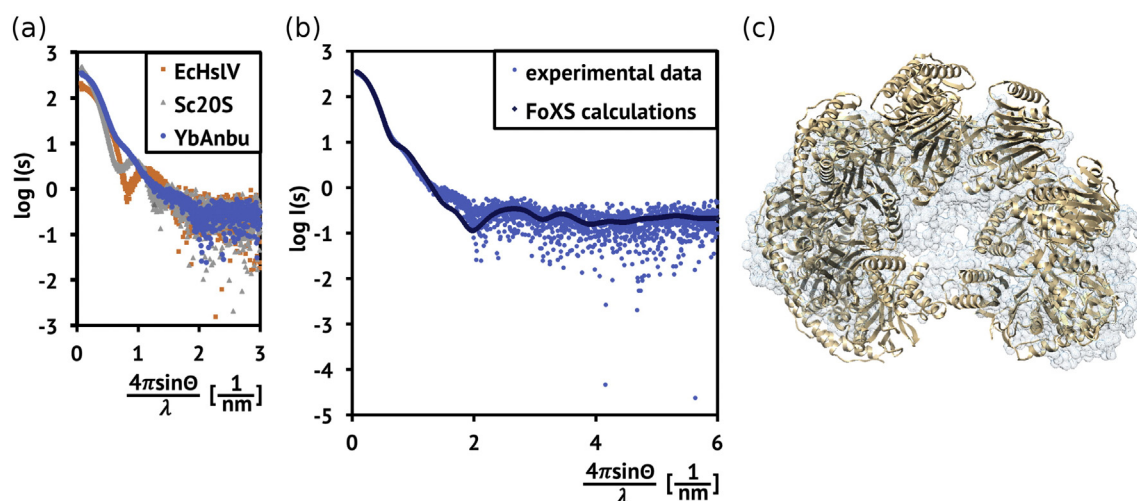 (a)
3
2
1
0
-1
-2
-3
log I(s)
EcHslV
Sc20S
YbAnbu
0 1 2 3
4πsinΘ
λ
[1/nm]
(b)
3
2
1
0
-1
-2
-3
-4
-5
log I(s)
experimental data
FoXS calculations
0 2 4 6
4πsinΘ
λ
[1/nm]
(c)